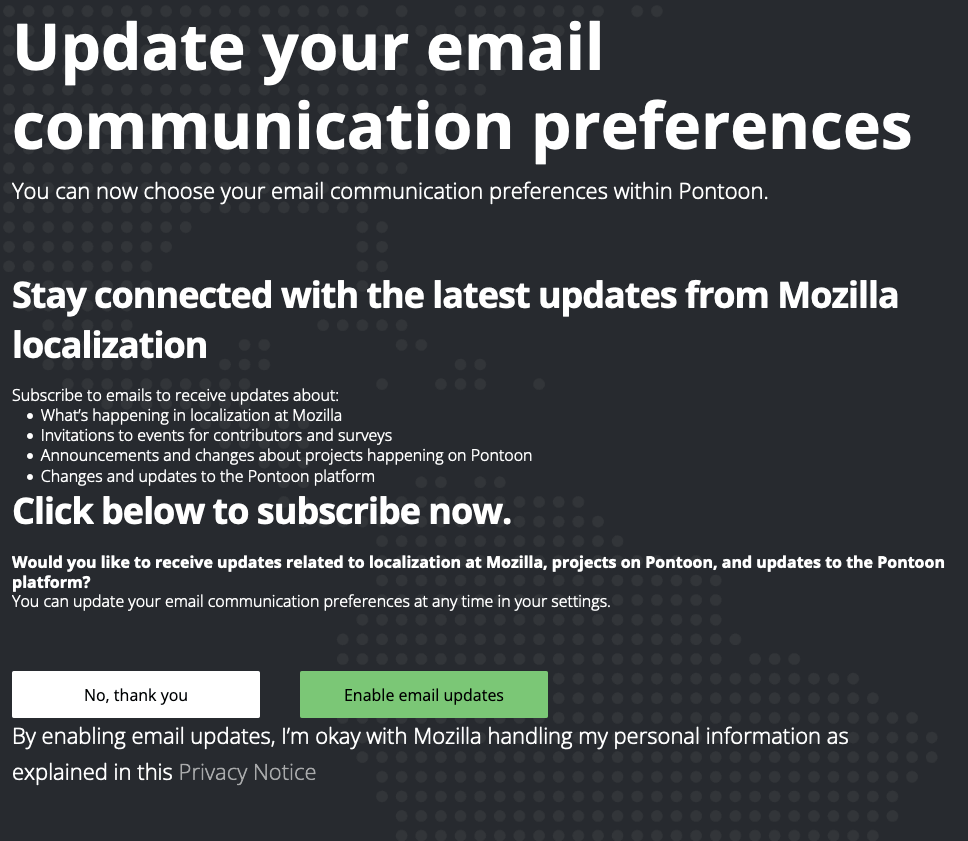 Update your email
communication preferences
You can now choose your email communication preferences within Pontoon.
Stay connected with the latest updates from Mozilla
localization
Subscribe to emails to receive updates about:
• What’s happening in localization at Mozilla
• Invitations to events for contributors and surveys
• Announcements and changes about projects happening on Pontoon
• Changes and updates to the Pontoon platform
Click below to subscribe now.
Would you like to receive updates related to localization at Mozilla, projects on Pontoon, and updates to the Pontoon
platform?
You can update your email communication preferences at any time in your settings.
No, thank you
Enable email updates
By enabling email updates, I’m okay with Mozilla handling my personal information as
explained in this Privacy Notice